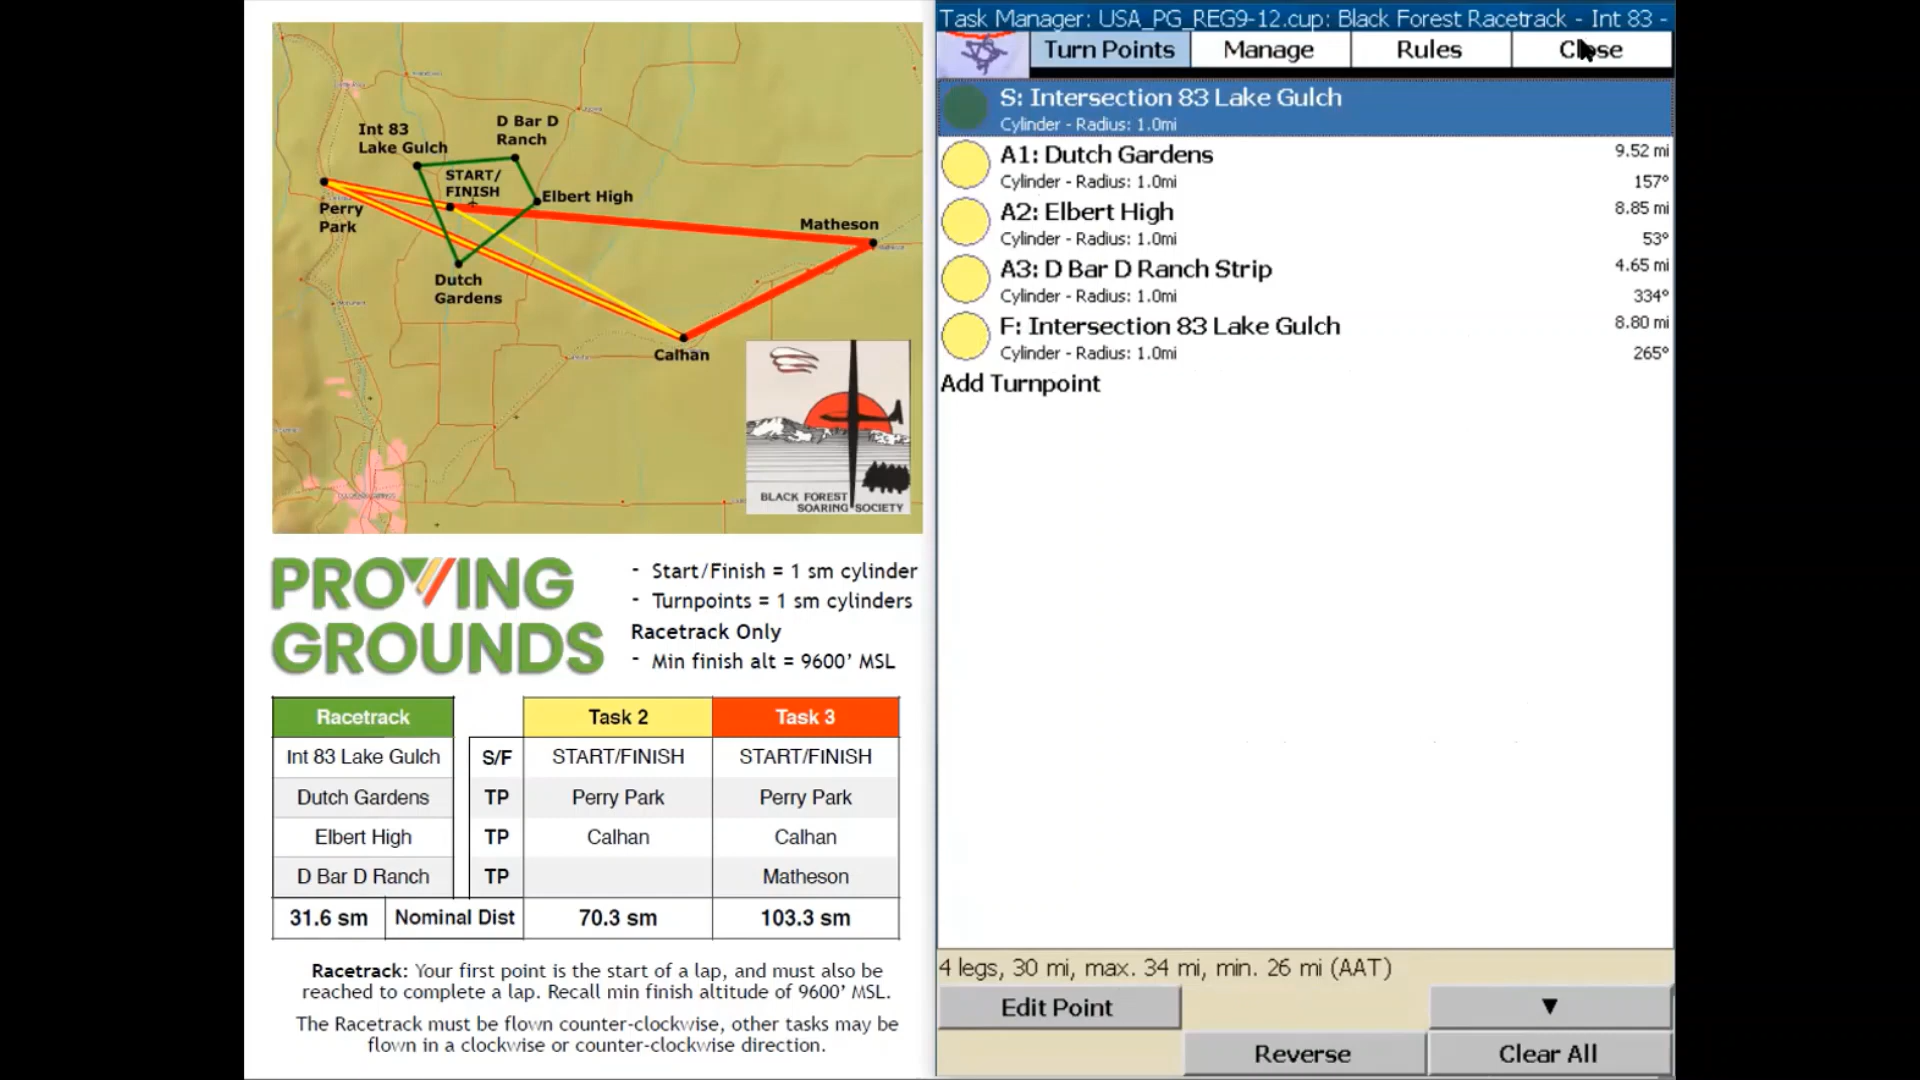 Int 83
Lake Gulch
D Bar D
Ranch
START/
FINISH
Elbert High
Perry
Park
Matheson
Dutch
Gardens
Calhan
BLACK FOREST
SOARING SOCIETY
PROVING
GROUNDS
- Start/Finish = 1 sm cylinder
- Turnpoints = 1 sm cylinders
Racetrack Only
- Min finish alt = 9600' MSL
Racetrack Task 2 Task 3
Int 83 Lake Gulch S/F START/FINISH START/FINISH
Dutch Gardens TP Perry Park Perry Park
Elbert High TP Calhan Calhan
D Bar D Ranch TP Matheson
31.6 sm Nominal Dist 70.3 sm 103.3 sm
Racetrack: Your first point is the start of a lap, and must also be
reached to complete a lap. Recall min finish altitude of 9600' MSL.
The Racetrack must be flown counter-clockwise, other tasks may be
flown in a clockwise or counter-clockwise direction.
Task Manager: USA_PG_REG9-12.cup: Black Forest Racetrack - Int 83 -
Turn Points Manage Rules Close
S: Intersection 83 Lake Gulch
Cylinder - Radius: 1.0mi
A1: Dutch Gardens 9.52 mi
Cylinder - Radius: 1.0mi 157°
A2: Elbert High 8.85 mi
Cylinder - Radius: 1.0mi 53°
A3: D Bar D Ranch Strip 4.65 mi
Cylinder - Radius: 1.0mi 334°
F: Intersection 83 Lake Gulch 8.80 mi
Cylinder - Radius: 1.0mi 265°
Add Turnpoint
4 legs, 30 mi, max. 34 mi, min. 26 mi (AAT)
Edit Point ▼
Reverse Clear All